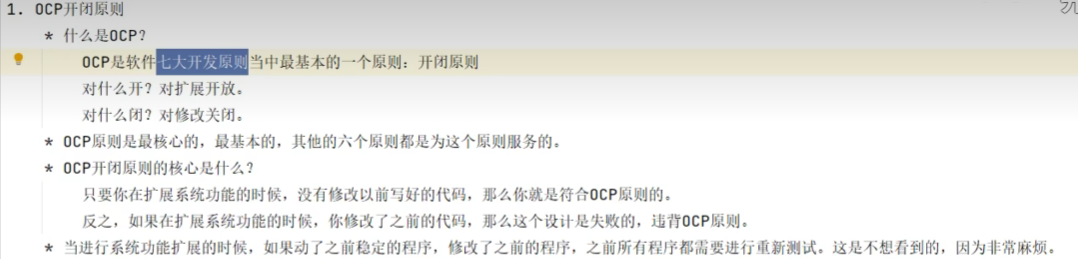 1. OCP开闭原则
* 什么是OCP？
OCP是软件七大开发原则当中最基本的一个原则：开闭原则
对什么开？对扩展开放。
对什么闭？对修改关闭。
* OCP原则是最核心的，最基本的，其他的六个原则都是为这个原则服务的。
* OCP开闭原则的核心是什么？
只要你在扩展系统功能的时候，没有修改以前写好的代码，那么你就是符合OCP原则的。
反之，如果在扩展系统功能的时候，你修改了之前的代码，那么这个设计是失败的，违背OCP原则。
* 当进行系统功能扩展的时候，如果动了之前稳定的程序，修改了之前的程序，之前所有程序都需要进行重新测试。这是不想看到的，因为非常麻烦。